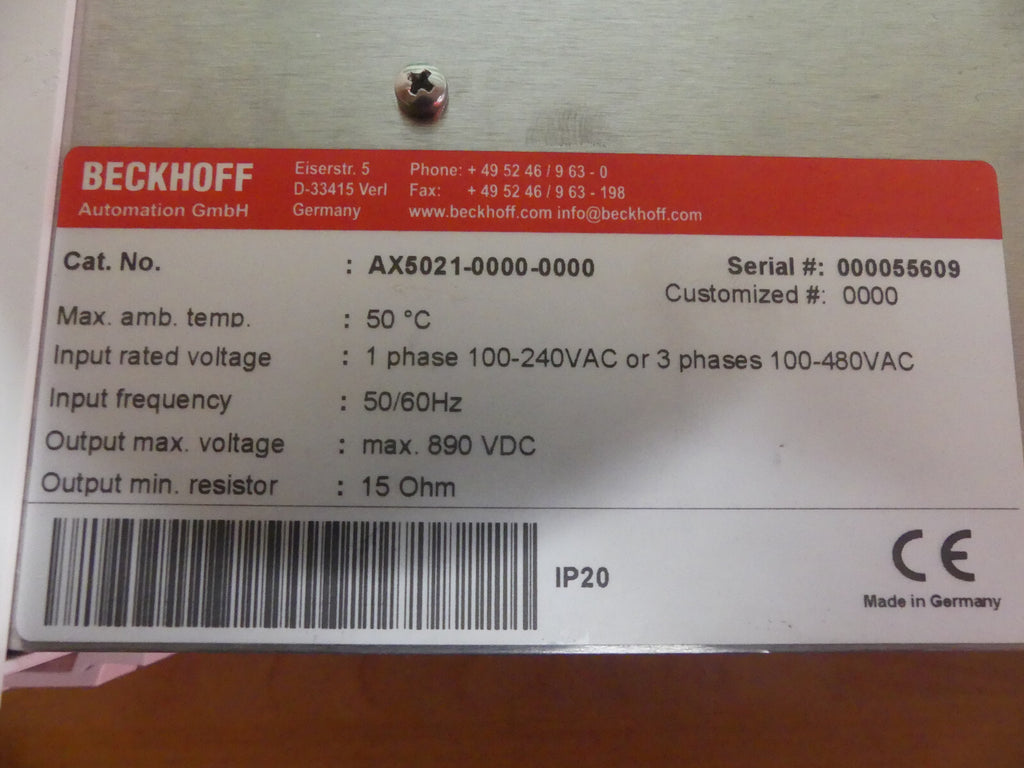 BECKHOFF
Automation GmbH
Eiserstr. 5
D-33415 Verl
Germany
Phone: + 49 52 46 / 9 63 - 0
Fax: + 49 52 46 / 9 63 - 198
www.beckhoff.com info@beckhoff.com
Cat. No. : AX5021-0000-0000
Serial #: 000055609
Customized #: 0000
Max. amb. temp. : 50 °C
Input rated voltage : 1 phase 100-240VAC or 3 phases 100-480VAC
Input frequency : 50/60Hz
Output max. voltage : max. 890 VDC
Output min. resistor : 15 Ohm
IP20
CE
Made in Germany